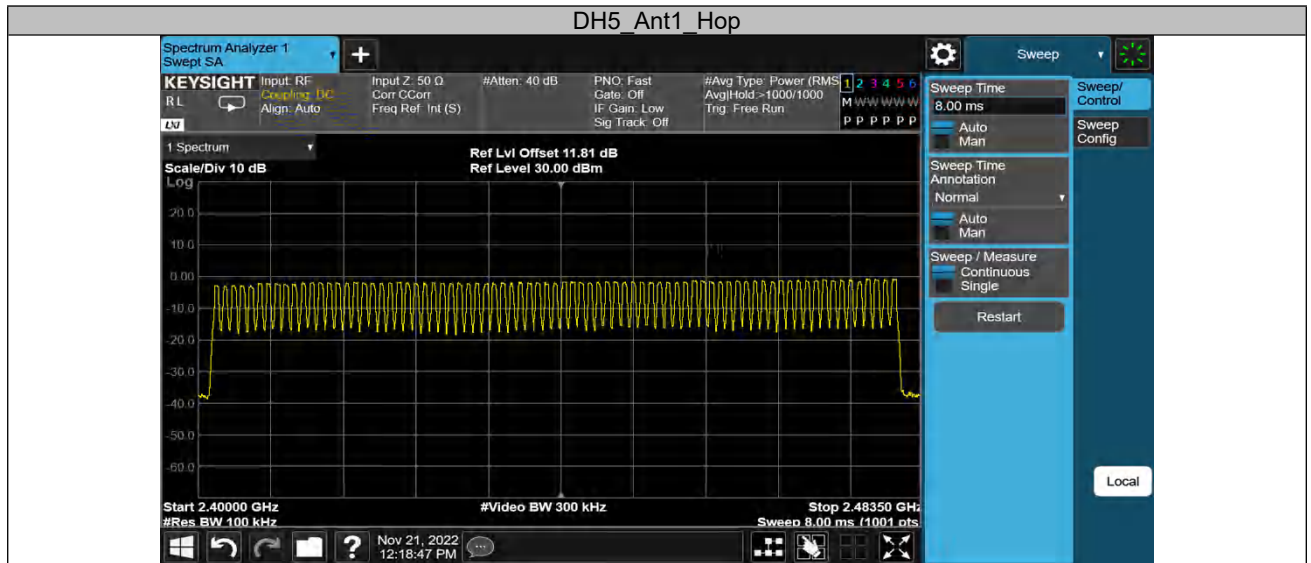 DH5_Ant1_Hop
Spectrum Analyzer 1
Swept SA
+
Sweep
KEYSIGHT
RL
LXI
Input: RF
Coupling: DC
Align: Auto
Input Z: 50 Ω
Corr CCorr
Freq Ref: Int (S)
#Atten: 40 dB
PNO: Fast
Gate: Off
IF Gain: Low
Sig Track: Off
#Avg Type: Power (RMS
Avg|Hold:>1000/1000
Trig: Free Run
1 2 3 4 5 6
M W W W W W
P P P P P P
1 Spectrum
Scale/Div 10 dB
Log
Ref Lvl Offset 11.81 dB
Ref Level 30.00 dBm
20.0
10.0
0.00
-10.0
-20.0
-30.0
-40.0
-50.0
-60.0
Start 2.40000 GHz
#Res BW 100 kHz
#Video BW 300 kHz
Stop 2.48350 GHz
Sweep 8.00 ms (1001 pts
Sweep Time
8.00 ms
Auto
Man
Sweep Time
Annotation
Normal
Auto
Man
Sweep / Measure
Continuous
Single
Restart
Sweep/
Control
Sweep
Config
Local
?
Nov 21, 2022
12:18:47 PM